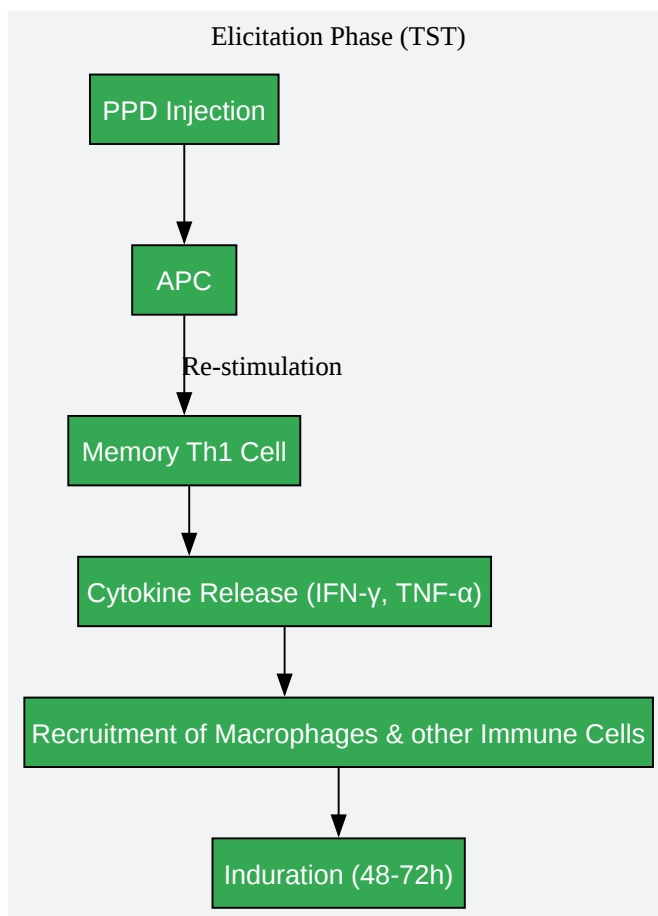 Elicitation Phase (TST)
PPD Injection
APC
Re-stimulation
Memory Th1 Cell
Cytokine Release (IFN-γ, TNF-α)
Recruitment of Macrophages & other Immune Cells
Induration (48-72h)